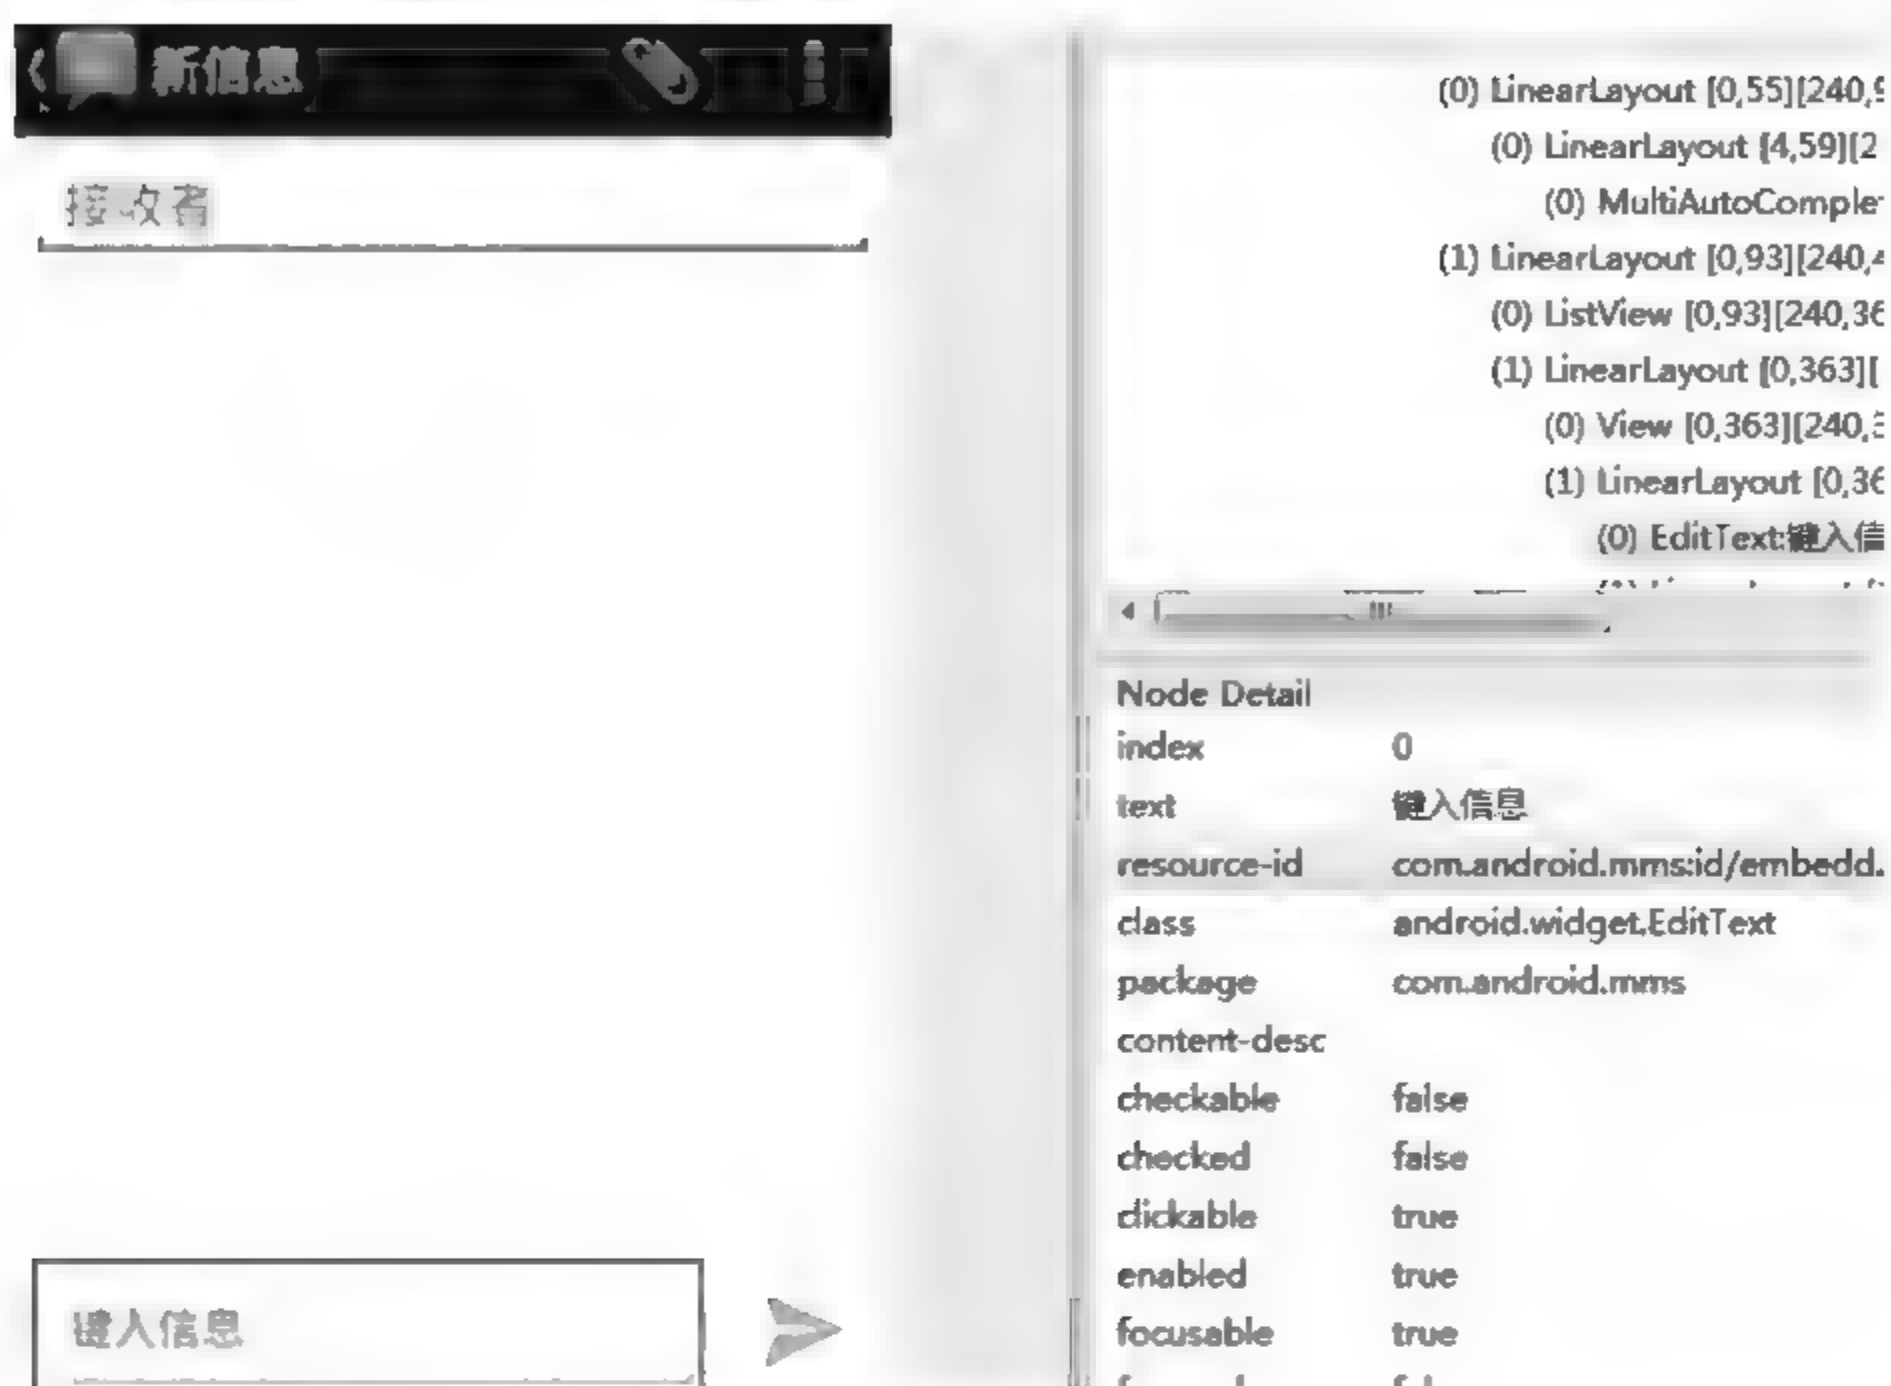 新信息
接收者
键入信息
(0) LinearLayout [0,55][240,9
(0) LinearLayout [4,59][2
(0) MultiAutoComple
(1) LinearLayout [0,93][240,4
(0) ListView [0,93][240,36
(1) LinearLayout [0,363][
(0) View [0,363][240,3
(1) LinearLayout [0,36
(0) EditText:键入信
Node Detail
index 0
text 键入信息
resource-id com.android.mms:id/embedd.
class android.widget.EditText
package com.android.mms
content-desc
checkable false
checked false
clickable true
enabled true
focusable true